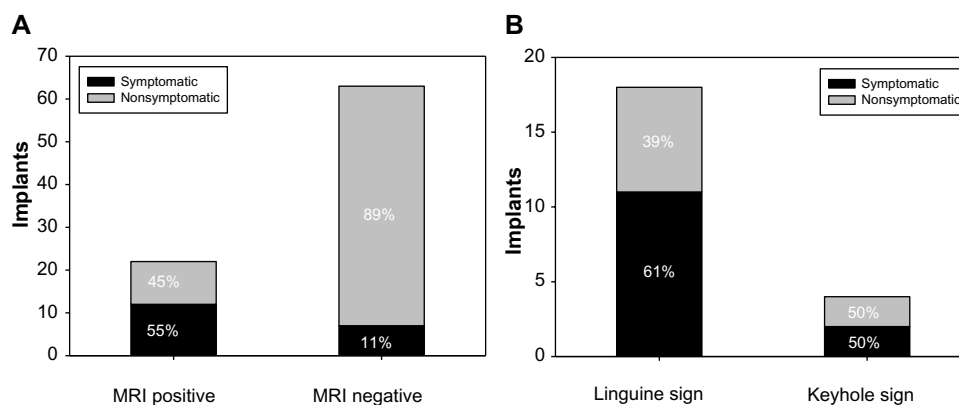 A
Implants
70
60
50
40
30
20
10
0
Symptomatic
Nonsymptomatic
45%
55%
89%
11%
MRI positive
MRI negative
B
Implants
20
15
10
5
0
Symptomatic
Nonsymptomatic
39%
61%
50%
50%
Linguine sign
Keyhole sign